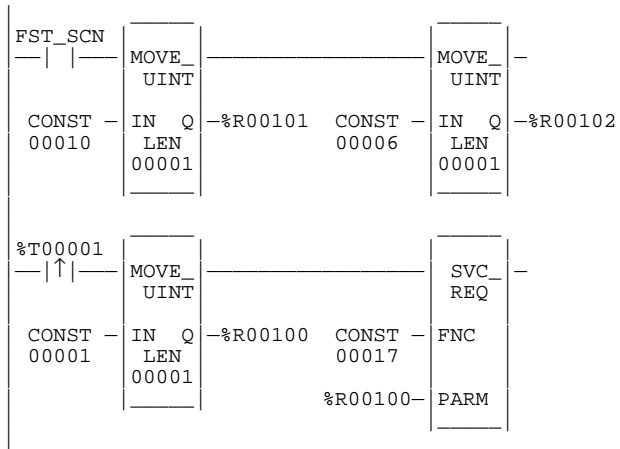 FST_SCN
MOVE_ MOVE_
UINT UINT
CONST IN Q %R00101 CONST IN Q %R00102
00010 LEN 00006 LEN
00001 00001
%T00001
↑ MOVE_ SVC_
UINT REQ
CONST IN Q %R00100 CONST FNC
00001 LEN 00017
00001
%R00100 PARM